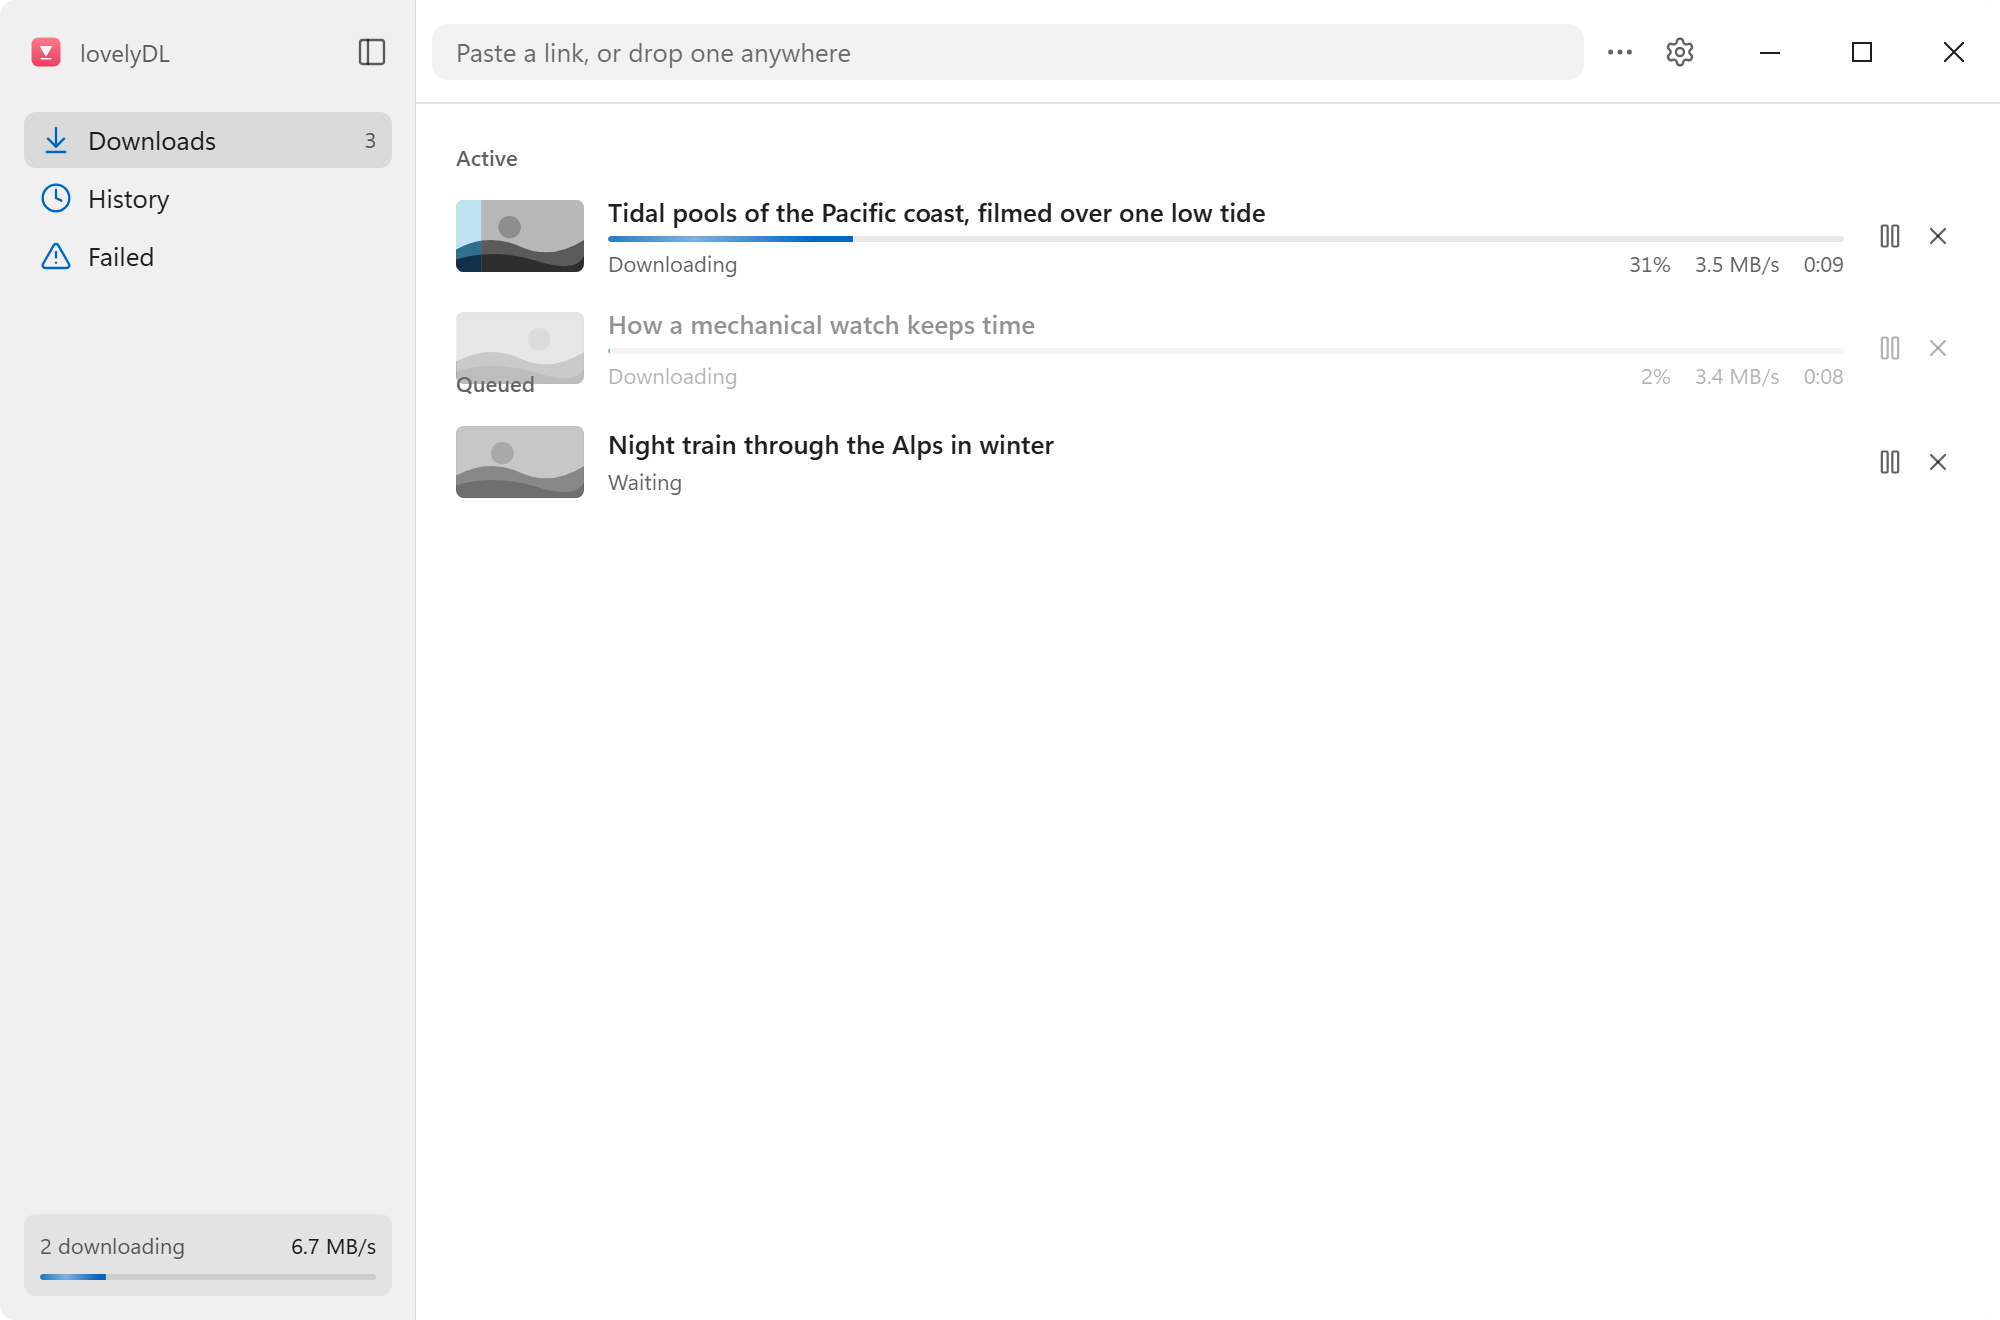 lovelyDL
Paste a link, or drop one anywhere
Downloads 3
History
Failed
Active
Tidal pools of the Pacific coast, filmed over one low tide
Downloading 31% 3.5 MB/s 0:09
How a mechanical watch keeps time
Downloading 2% 3.4 MB/s 0:08
Queued
Night train through the Alps in winter
Waiting
2 downloading 6.7 MB/s